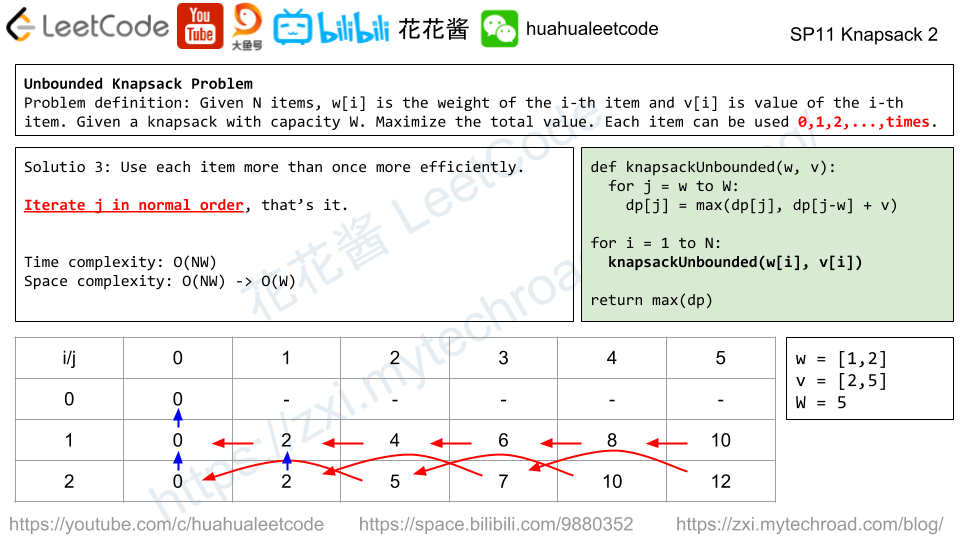 LeetCode You Tube 大鱼号 bilibili 花花酱 huahualeetcode SP11 Knapsack 2
Unbounded Knapsack Problem
Problem definition: Given N items, w[i] is the weight of the i-th item and v[i] is value of the i-th
item. Given a knapsack with capacity W. Maximize the total value. Each item can be used 0,1,2,...,times.
Solutio 3: Use each item more than once more efficiently.
Iterate j in normal order, that’s it.
Time complexity: O(NW)
Space complexity: O(NW) -> O(W)
def knapsackUnbounded(w, v):
for j = w to W:
dp[j] = max(dp[j], dp[j-w] + v)
for i = 1 to N:
knapsackUnbounded(w[i], v[i])
return max(dp)
花花酱 LeetCode
https://zxi.mytechroad.com/blog/
i/j 0 1 2 3 4 5
0 0 - - - - -
1 0 2 4 6 8 10
2 0 2 5 7 10 12
w = [1,2]
v = [2,5]
W = 5
https://youtube.com/c/huahualeetcode https://space.bilibili.com/9880352 https://zxi.mytechroad.com/blog/